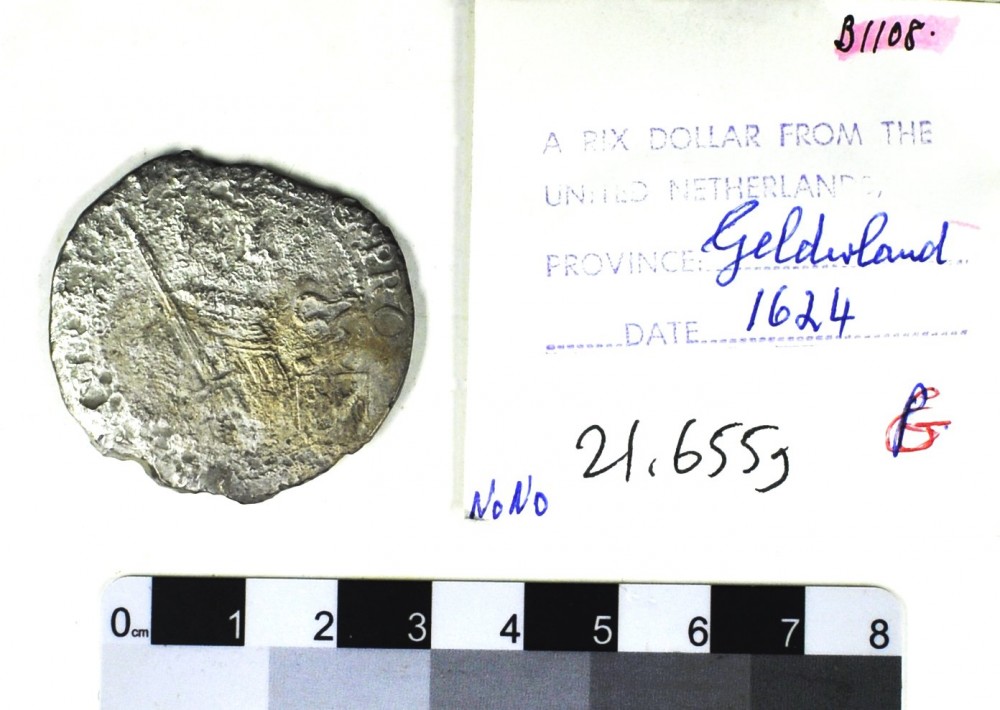 B1108.
A RIX DOLLAR FROM THE
UNITED NETHERLANDS,
PROVINCE: Gelderland
DATE 1624
21.655g
NoNo
0cm 1 2 3 4 5 6 7 8